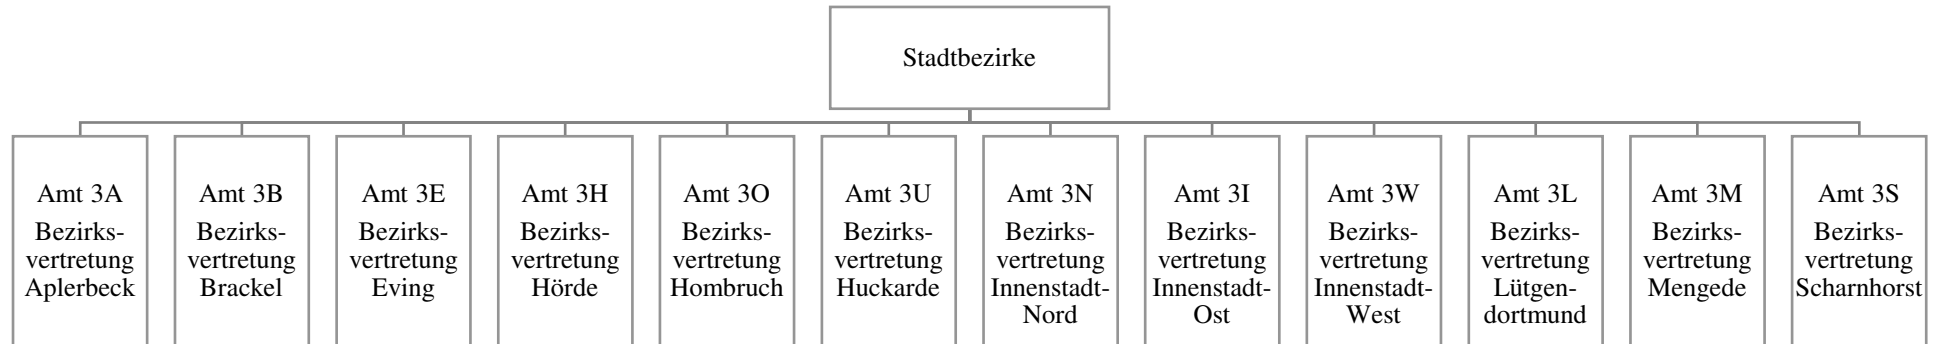 Stadtbezirke
Amt 3A
Bezirks-
vertretung
Aplerbeck
Amt 3B
Bezirks-
vertretung
Brackel
Amt 3E
Bezirks-
vertretung
Eving
Amt 3H
Bezirks-
vertretung
Hörde
Amt 3O
Bezirks-
vertretung
Hombruch
Amt 3U
Bezirks-
vertretung
Huckarde
Amt 3N
Bezirks-
vertretung
Innenstadt-
Nord
Amt 3I
Bezirks-
vertretung
Innenstadt-
Ost
Amt 3W
Bezirks-
vertretung
Innenstadt-
West
Amt 3L
Bezirks-
vertretung
Lütgen-
dortmund
Amt 3M
Bezirks-
vertretung
Mengede
Amt 3S
Bezirks-
vertretung
Scharnhorst